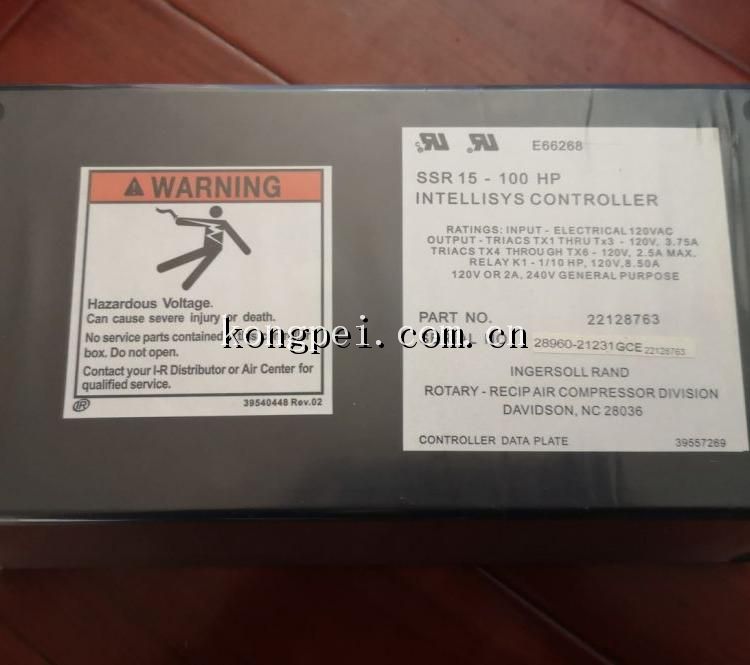 WARNING
Hazardous Voltage.
Can cause severe injury or death.
No service parts contained
box. Do not open.
Contact your I-R Distributor or Air Center for
qualified service.
IR
39540448 Rev.02
E66268
SSR 15 - 100 HP
INTELLISYS CONTROLLER
RATINGS: INPUT - ELECTRICAL 120VAC
OUTPUT - TRIACS TX1 THRU Tx3 - 120V, 3.75A
TRIACS TX4 THROUGH TX6 - 120V, 2.5A MAX.
RELAY K1 - 1/10 HP, 120V,8.50A
120V OR 2A, 240V GENERAL PURPOSE
PART NO. 22128763
SERIAL NO. 28960-21231GCE 22128763
INGERSOLL RAND
ROTARY - RECIP AIR COMPRESSOR DIVISION
DAVIDSON, NC 28036
CONTROLLER DATA PLATE 39557269
kongpei.com.cn